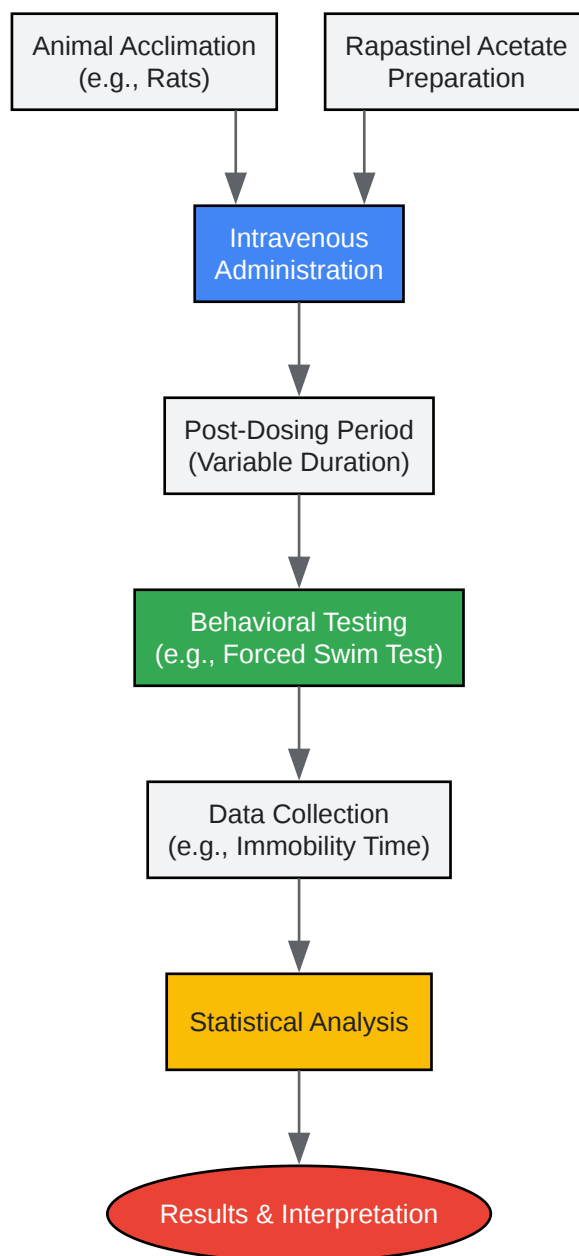 Animal Acclimation
(e.g., Rats)
Rapastinel Acetate
Preparation
Intravenous
Administration
Post-Dosing Period
(Variable Duration)
Behavioral Testing
(e.g., Forced Swim Test)
Data Collection
(e.g., Immobility Time)
Statistical Analysis
Results & Interpretation